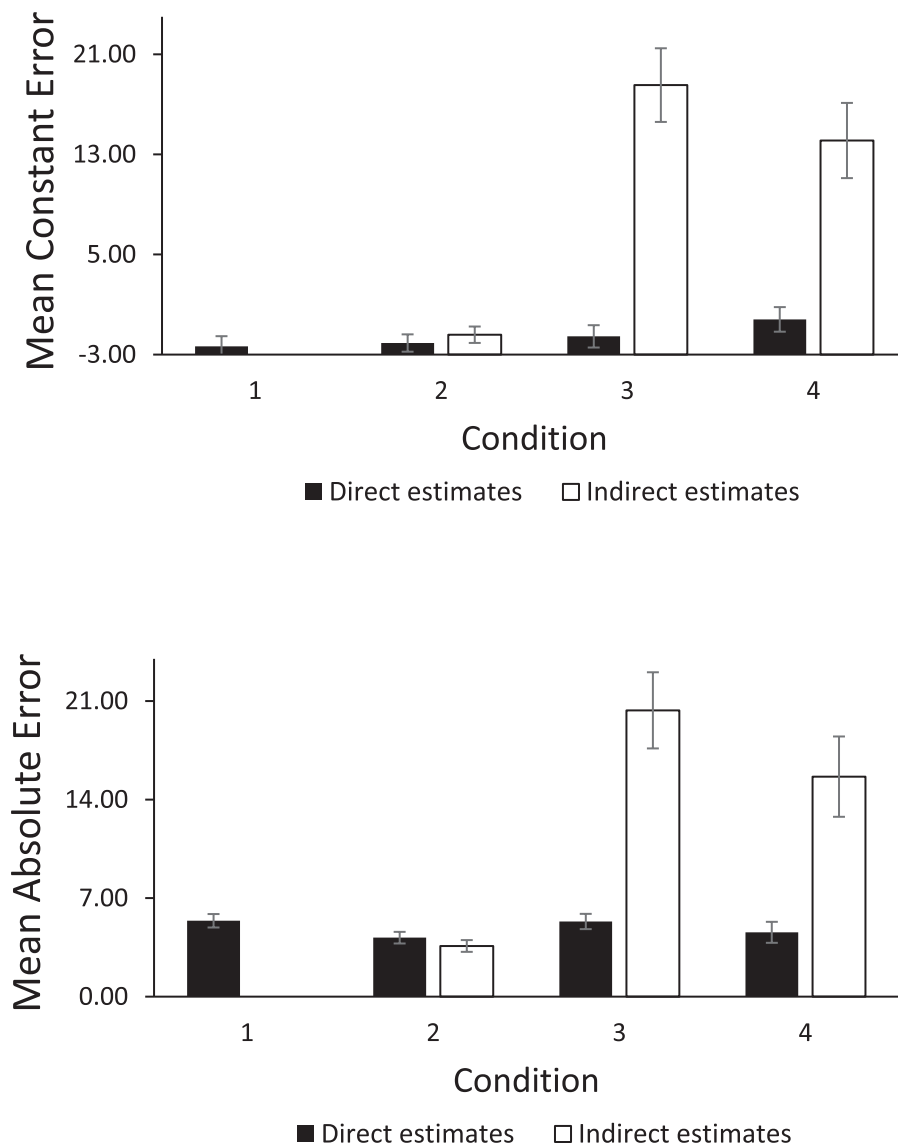 Mean Constant Error
21.00
13.00
5.00
-3.00
1 2 3 4
Condition
Direct estimates Indirect estimates
Mean Absolute Error
21.00
14.00
7.00
0.00
1 2 3 4
Condition
Direct estimates Indirect estimates